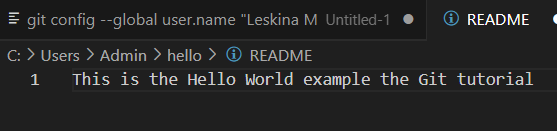 git config --global user.name "Leskina M Untitled-1 README
C: > Users > Admin > hello > README
1 This is the Hello World example the Git tutorial